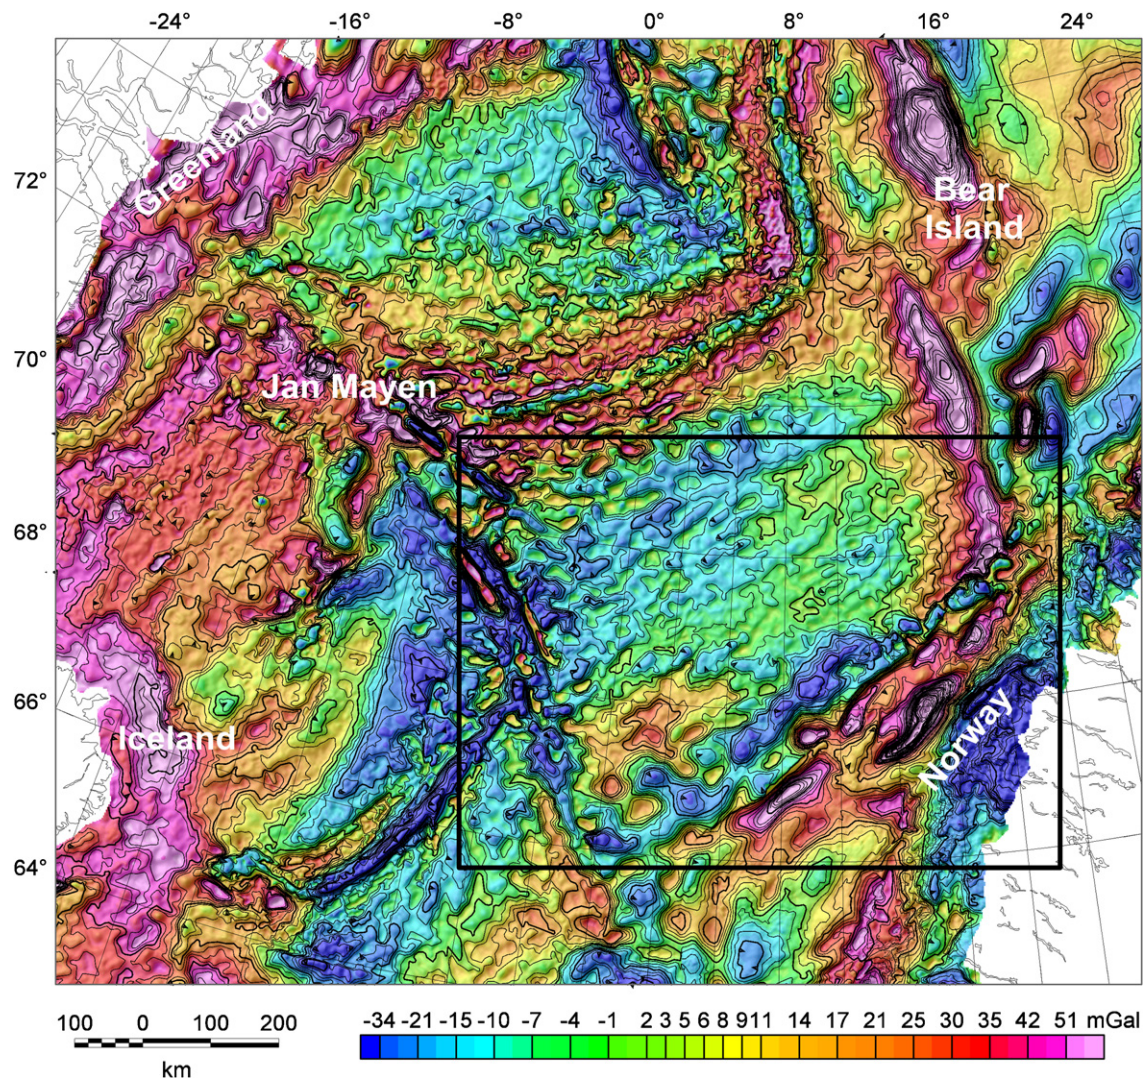 -24° -16° -8° 0° 8° 16° 24°
Greenland
72°
Bear
Island
70°
Jan Mayen
68°
66°
Iceland
Norway
64°
100 0 100 200
km
-34 -21 -15 -10 -7 -4 -1 2 3 5 6 8 9 11 14 17 21 25 30 35 42 51 mGal